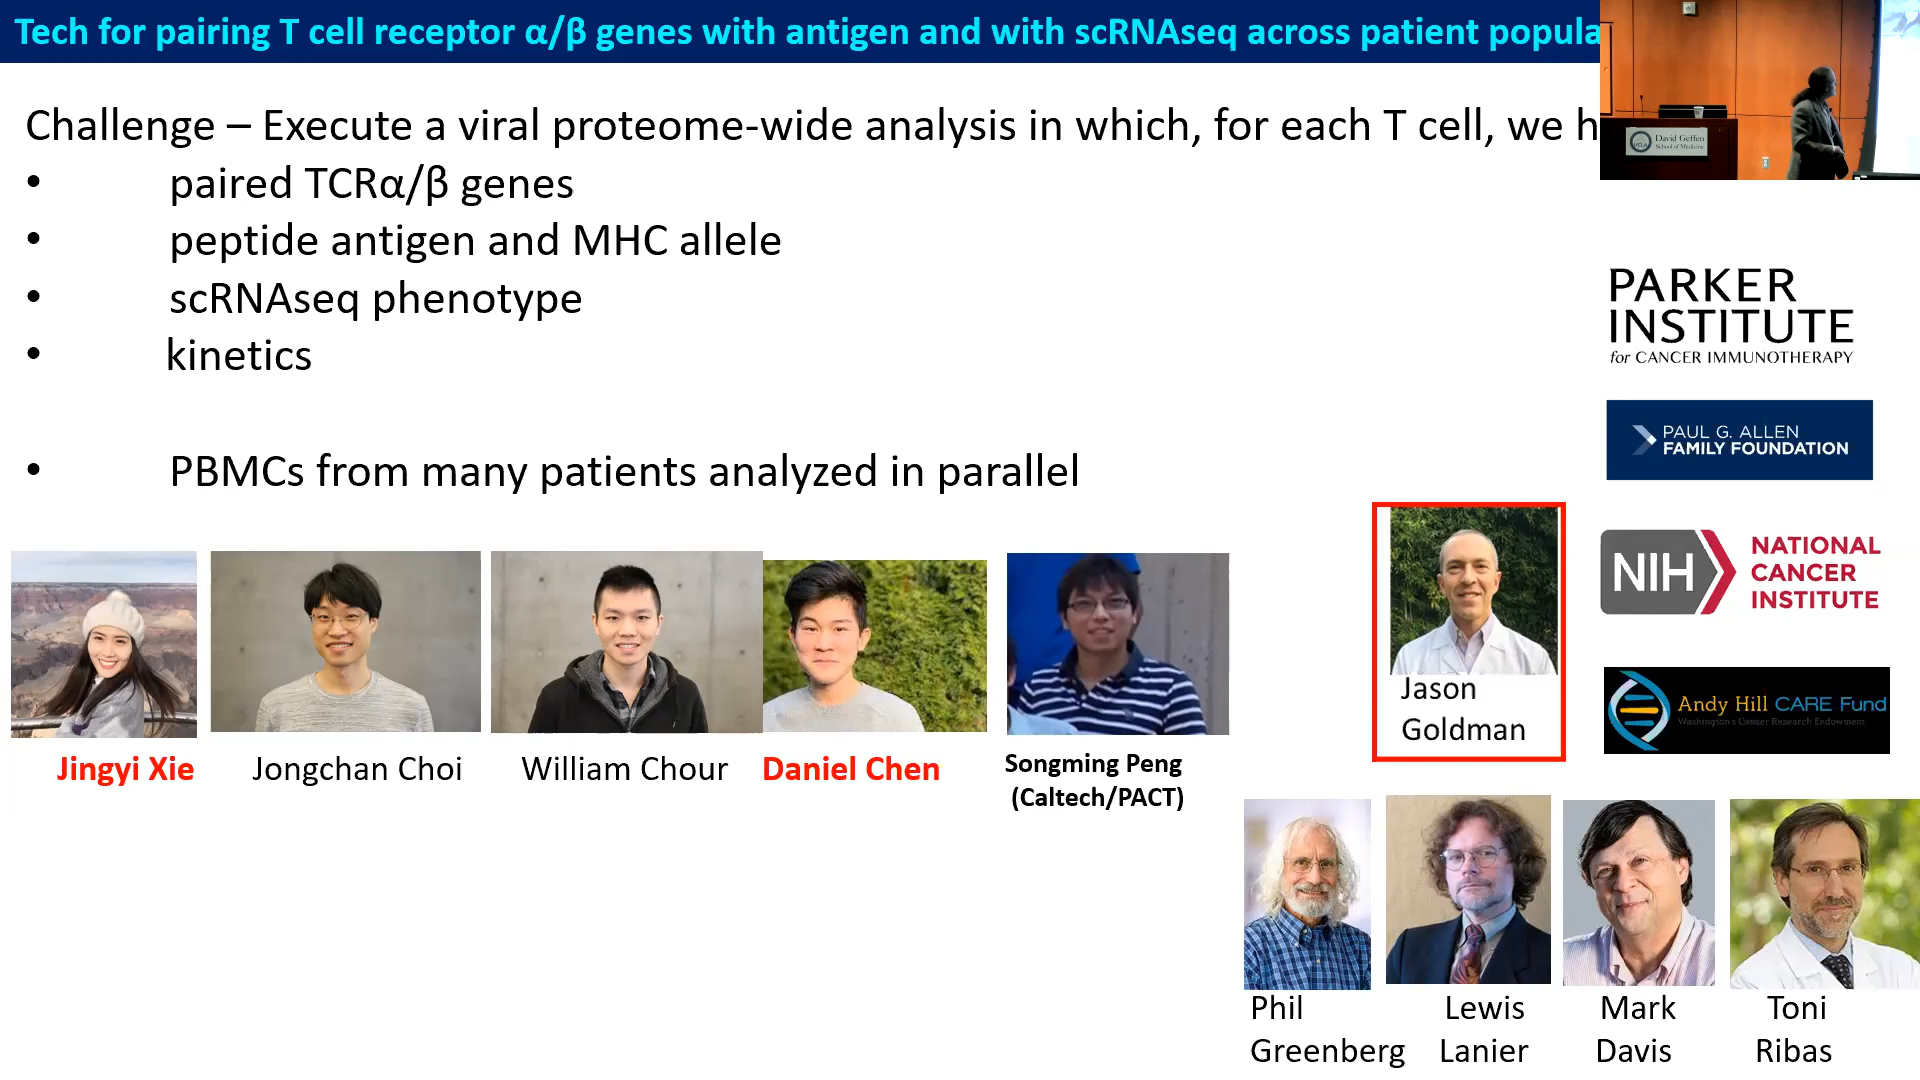 Tech for pairing T cell receptor α/β genes with antigen and with scRNAseq across patient popula
Challenge – Execute a viral proteome-wide analysis in which, for each T cell, we h
• paired TCRα/β genes
• peptide antigen and MHC allele
• scRNAseq phenotype
• kinetics
• PBMCs from many patients analyzed in parallel
David Geffen
School of Medicine
UCLA
PARKER
INSTITUTE
for CANCER IMMUNOTHERAPY
PAUL G. ALLEN
FAMILY FOUNDATION
NIH
NATIONAL
CANCER
INSTITUTE
Andy Hill CARE Fund
Washington's Cancer Research Endowment
Jason
Goldman
Jingyi Xie
Jongchan Choi
William Chour
Daniel Chen
Songming Peng
(Caltech/PACT)
Phil
Greenberg
Lewis
Lanier
Mark
Davis
Toni
Ribas